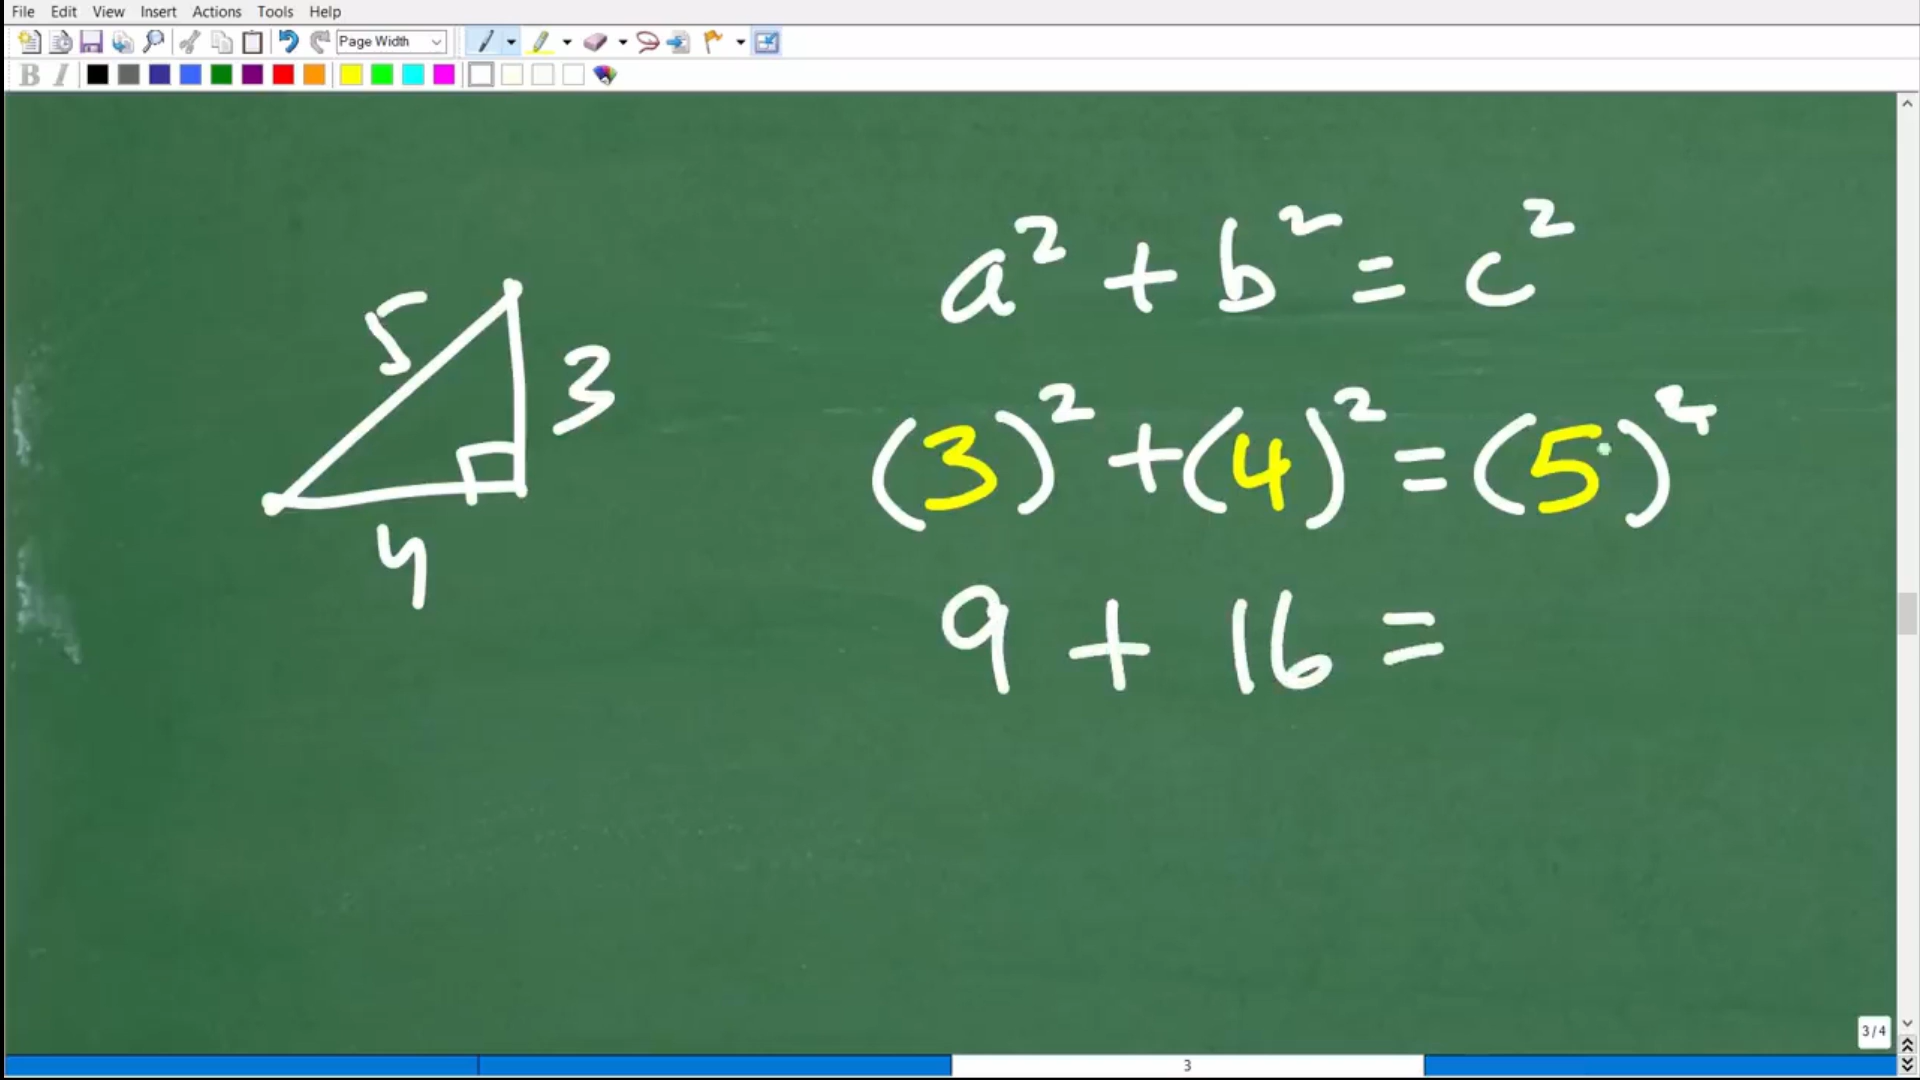 File Edit View Insert Actions Tools Help
Page Width
B I
a² + b² = c²
5
3
(3)² + (4)² = (5)²
4
9 + 16 =
3 / 4
3